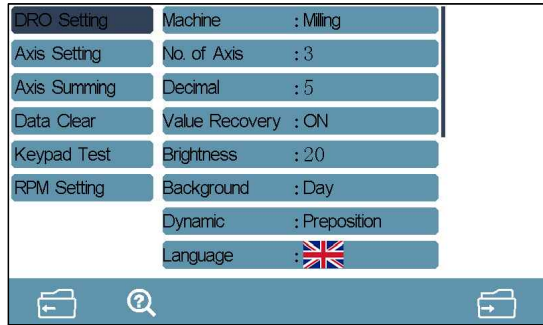 DRO Setting
Axis Setting
Axis Summing
Data Clear
Keypad Test
RPM Setting
Machine : Milling
No. of Axis : 3
Decimal : 5
Value Recovery : ON
Brightness : 20
Background : Day
Dynamic : Preposition
Language :
?